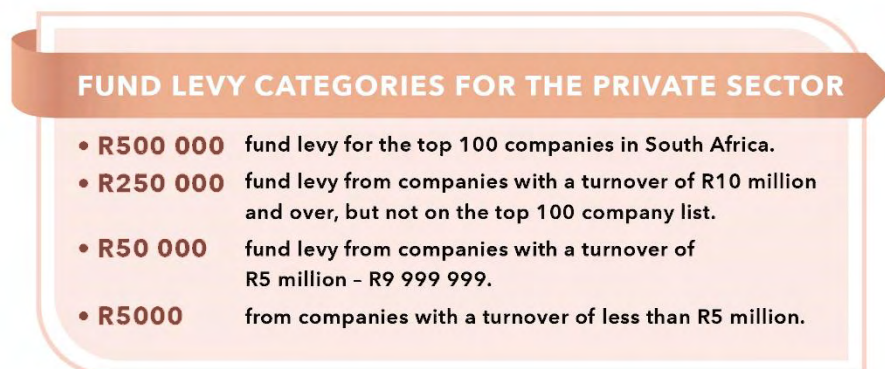 FUND LEVY CATEGORIES FOR THE PRIVATE SECTOR
• R500 000 fund levy for the top 100 companies in South Africa.
• R250 000 fund levy from companies with a turnover of R10 million
and over, but not on the top 100 company list.
• R50 000 fund levy from companies with a turnover of
R5 million – R9 999 999.
• R5000 from companies with a turnover of less than R5 million.